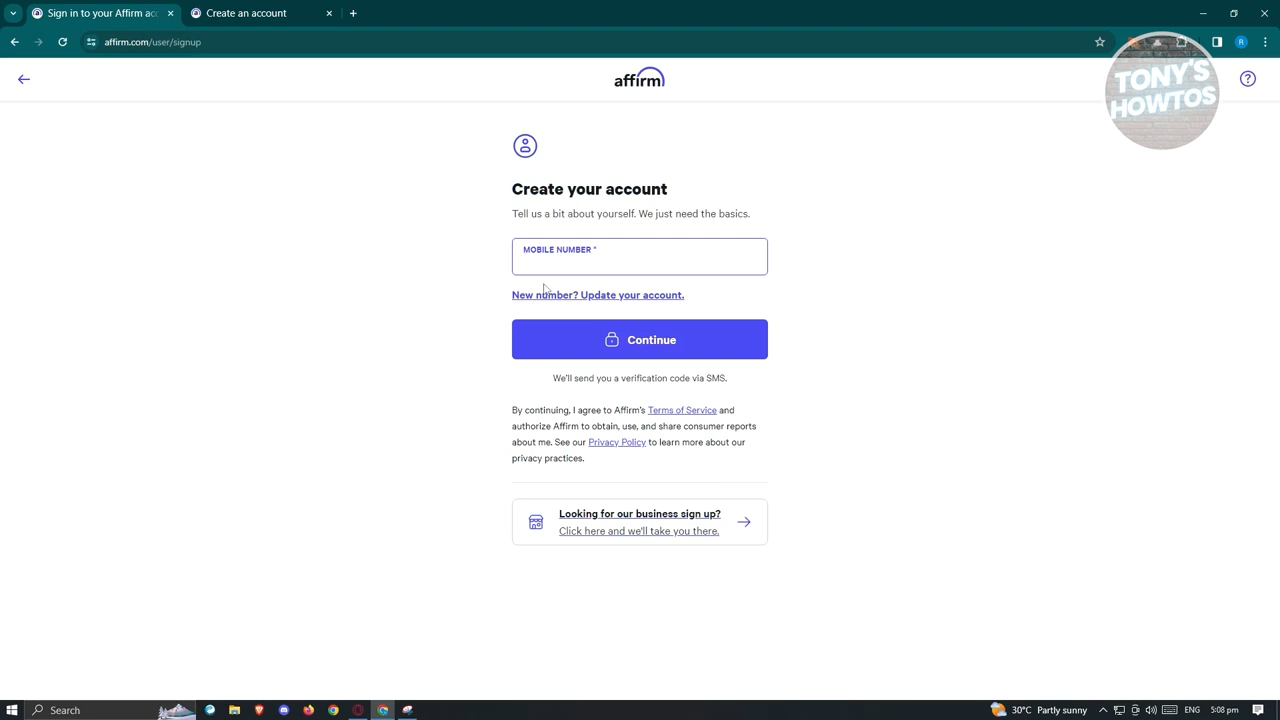 Sign in to your Affirm acc
Create an account
affirm.com/user/signup
R
affirm
TONY'S
HOWTOS
?
Create your account
Tell us a bit about yourself. We just need the basics.
MOBILE NUMBER *
New number? Update your account.
Continue
We'll send you a verification code via SMS.
By continuing, I agree to Affirm's Terms of Service and
authorize Affirm to obtain, use, and share consumer reports
about me. See our Privacy Policy to learn more about our
privacy practices.
Looking for our business sign up?
Click here and we'll take you there.
Search
30°C Partly sunny
ENG
5:08 pm